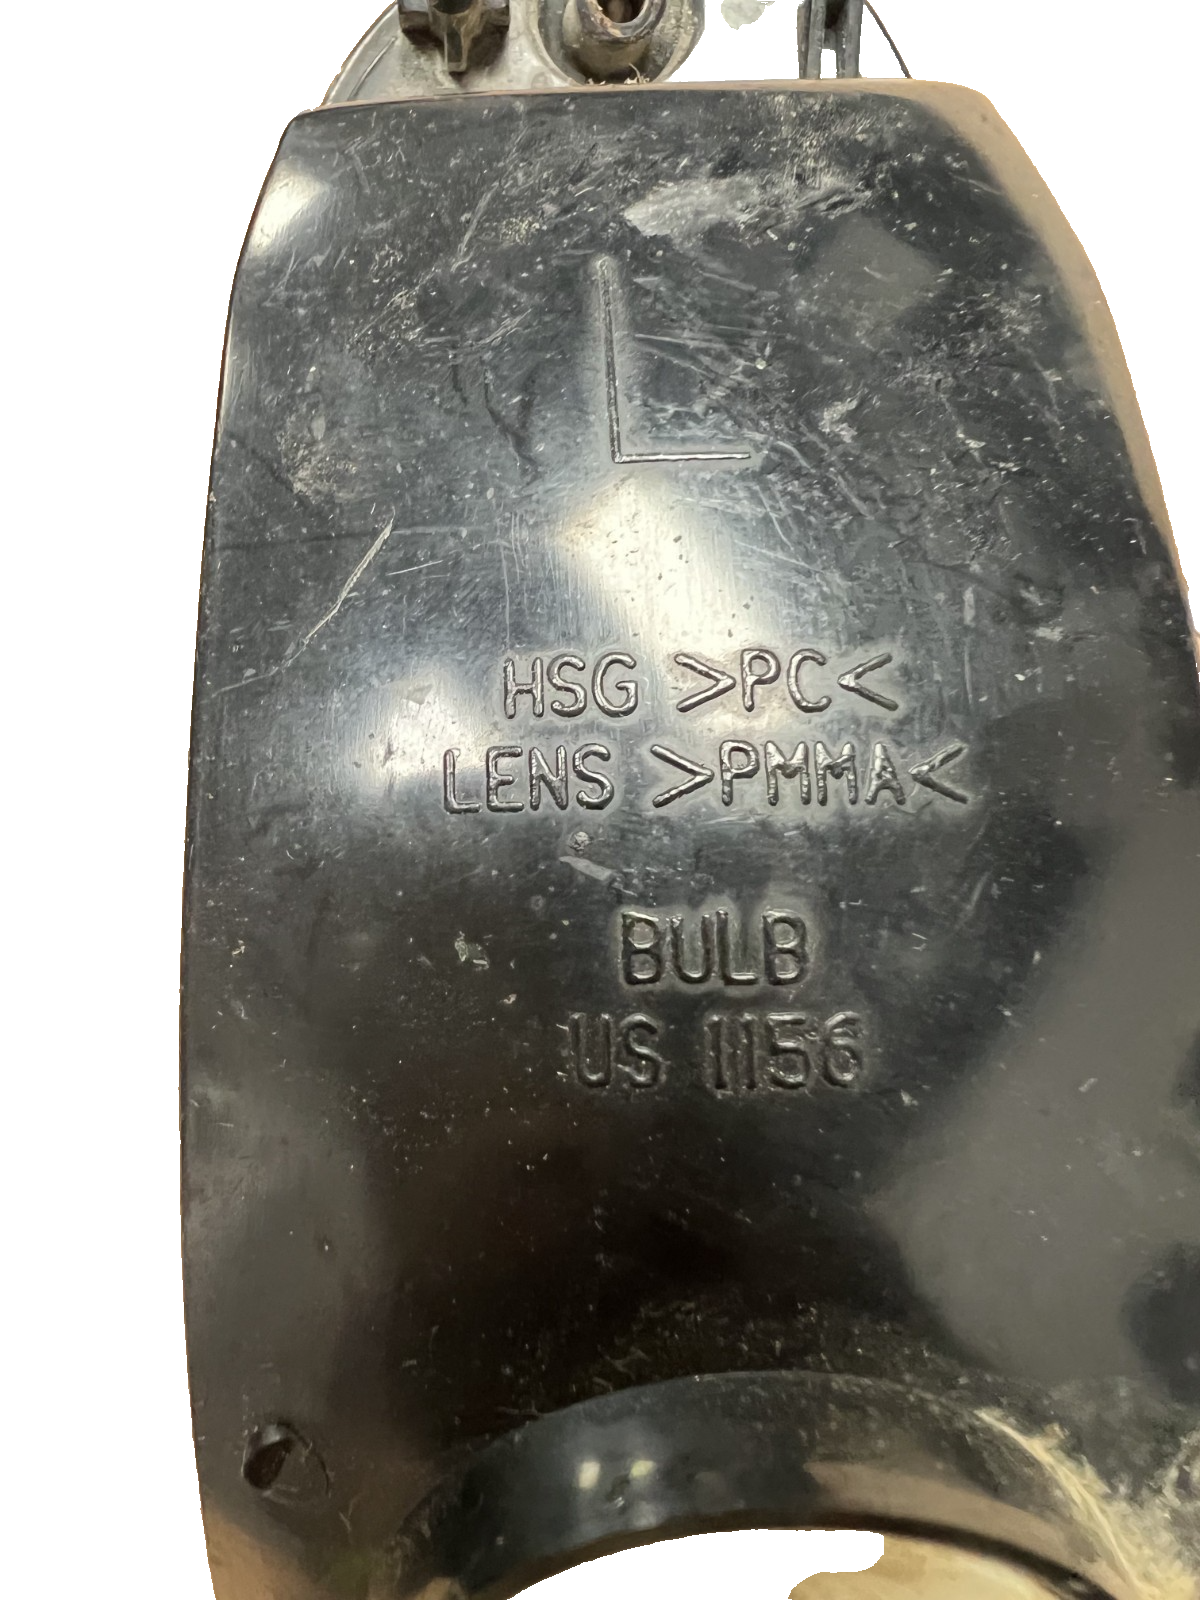 L
HSG >PC<
LENS >PMMA<
BULB
US 1156